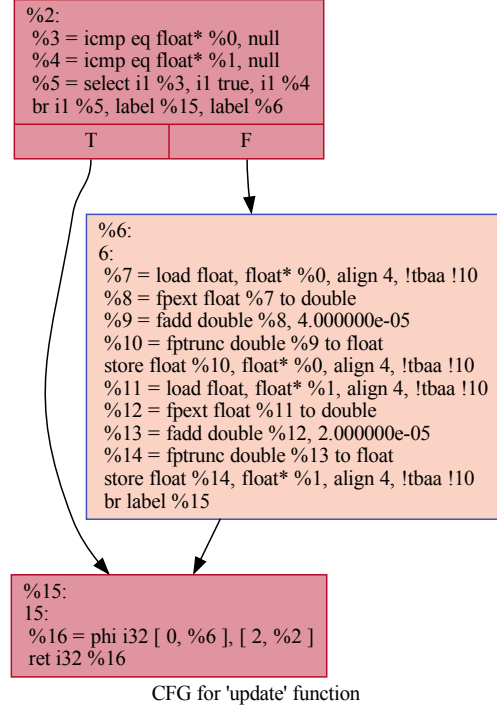 %2:
%3 = icmp eq float* %0, null
%4 = icmp eq float* %1, null
%5 = select i1 %3, i1 true, i1 %4
br i1 %5, label %15, label %6
T
F
%6:
6:
%7 = load float, float* %0, align 4, !tbaa !10
%8 = fpext float %7 to double
%9 = fadd double %8, 4.000000e-05
%10 = fptrunc double %9 to float
store float %10, float* %0, align 4, !tbaa !10
%11 = load float, float* %1, align 4, !tbaa !10
%12 = fpext float %11 to double
%13 = fadd double %12, 2.000000e-05
%14 = fptrunc double %13 to float
store float %14, float* %1, align 4, !tbaa !10
br label %15
%15:
15:
%16 = phi i32 [ 0, %6 ], [ 2, %2 ]
ret i32 %16
CFG for 'update' function